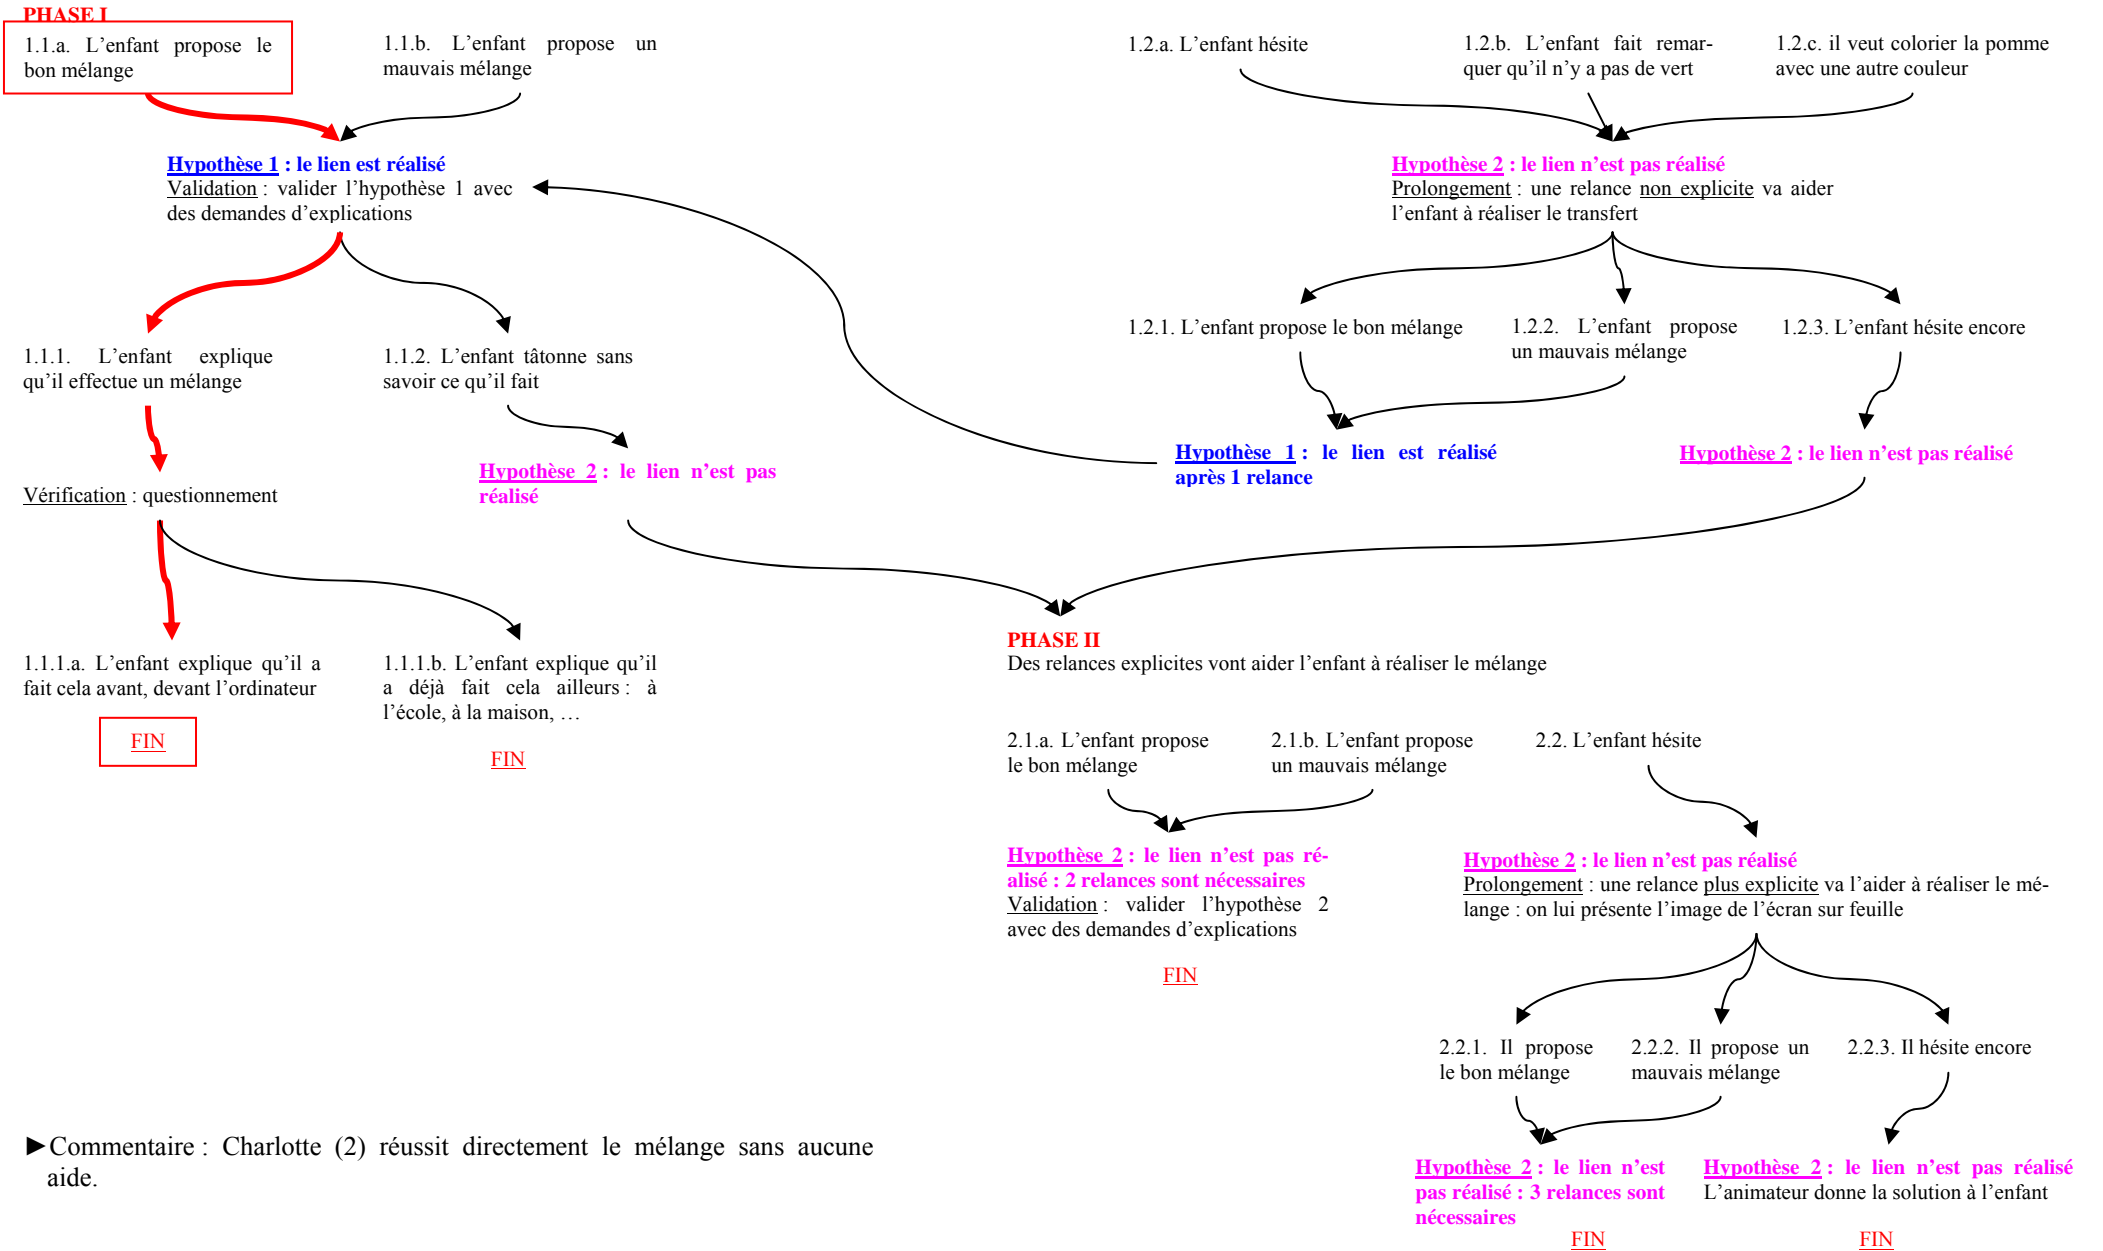 PHASE I
1.1.a. L’enfant propose le
bon mélange
1.1.b. L’enfant propose un
mauvais mélange
1.2.a. L’enfant hésite
1.2.b. L’enfant fait remar-
quer qu’il n’y a pas de vert
1.2.c. il veut colorier la pomme
avec une autre couleur
Hypothèse 1 : le lien est réalisé
Validation : valider l’hypothèse 1 avec
des demandes d’explications
Hypothèse 2 : le lien n’est pas réalisé
Prolongement : une relance non explicite va aider
l’enfant à réaliser le transfert
1.1.1. L’enfant explique
qu’il effectue un mélange
1.1.2. L’enfant tâtonne sans
savoir ce qu’il fait
1.2.1. L’enfant propose le bon mélange
1.2.2. L’enfant propose
un mauvais mélange
1.2.3. L’enfant hésite encore
Hypothèse 2 : le lien n’est pas
réalisé
Hypothèse 1 : le lien est réalisé
après 1 relance
Hypothèse 2 : le lien n’est pas réalisé
Vérification : questionnement
1.1.1.a. L’enfant explique qu’il a
fait cela avant, devant l’ordinateur
FIN
1.1.1.b. L’enfant explique qu’il
a déjà fait cela ailleurs : à
l’école, à la maison, …
FIN
PHASE II
Des relances explicites vont aider l’enfant à réaliser le mélange
2.1.a. L’enfant propose
le bon mélange
2.1.b. L’enfant propose
un mauvais mélange
2.2. L’enfant hésite
Hypothèse 2 : le lien n’est pas ré-
alisé : 2 relances sont nécessaires
Validation : valider l’hypothèse 2
avec des demandes d’explications
FIN
Hypothèse 2 : le lien n’est pas réalisé
Prolongement : une relance plus explicite va l’aider à réaliser le mé-
lange : on lui présente l’image de l’écran sur feuille
2.2.1. Il propose
le bon mélange
2.2.2. Il propose un
mauvais mélange
2.2.3. Il hésite encore
►Commentaire : Charlotte (2) réussit directement le mélange sans aucune
aide.
Hypothèse 2 : le lien n’est
pas réalisé : 3 relances sont
nécessaires
FIN
Hypothèse 2 : le lien n’est pas réalisé
L’animateur donne la solution à l’enfant
FIN